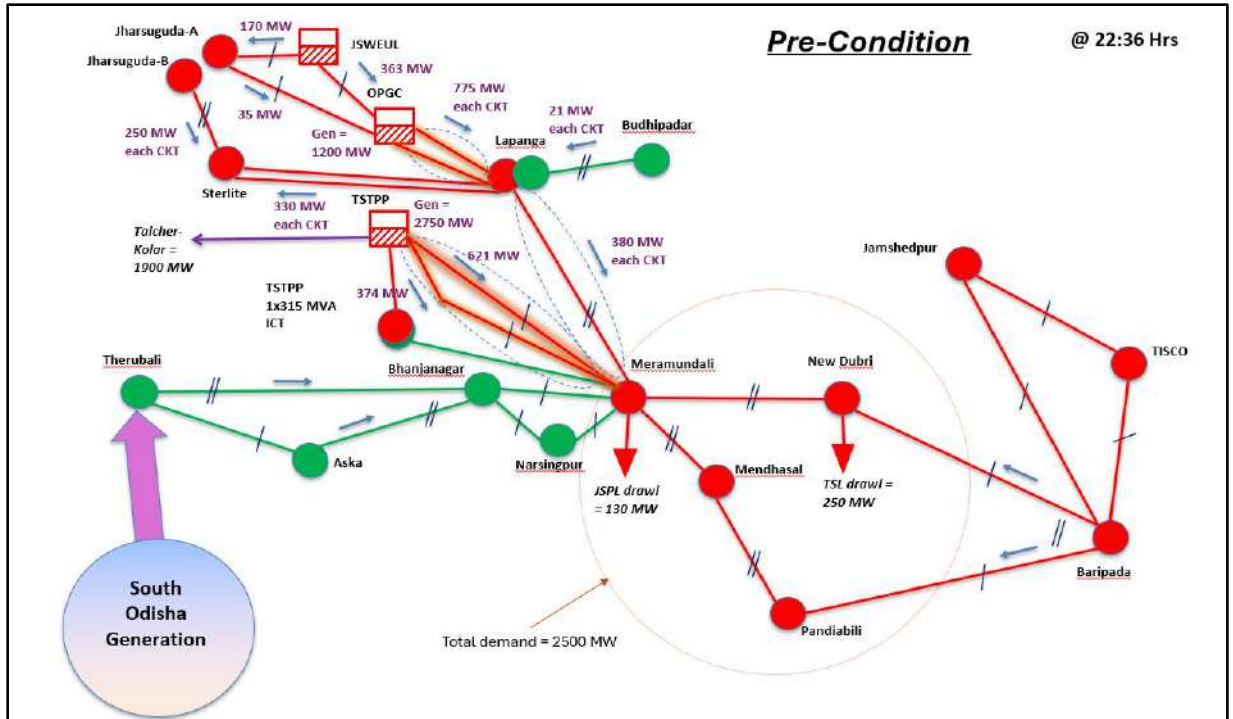 Pre-Condition
@ 22:36 Hrs
Jharsuguda-A
170 MW
JSWEUL
Jharsuguda-B
363 MW
OPGC
775 MW
each CKT
35 MW
21 MW
each CKT
Budhipadar
250 MW
each CKT
Gen =
1200 MW
Lapanga
Sterlite
330 MW
each CKT
TSTPP
Gen =
2750 MW
Talcher-
Kolar =
1900 MW
621 MW
380 MW
each CKT
Jamshedpur
374 MW
TSTPP
1x315 MVA
ICT
Therubali
Bhanjanagar
Meramundali
New Dubri
TISCO
Aska
Narsingpur
JSPL drawl
= 130 MW
Mendhasal
TSL drawl =
250 MW
Baripada
South
Odisha
Generation
Total demand = 2500 MW
Pandiabili